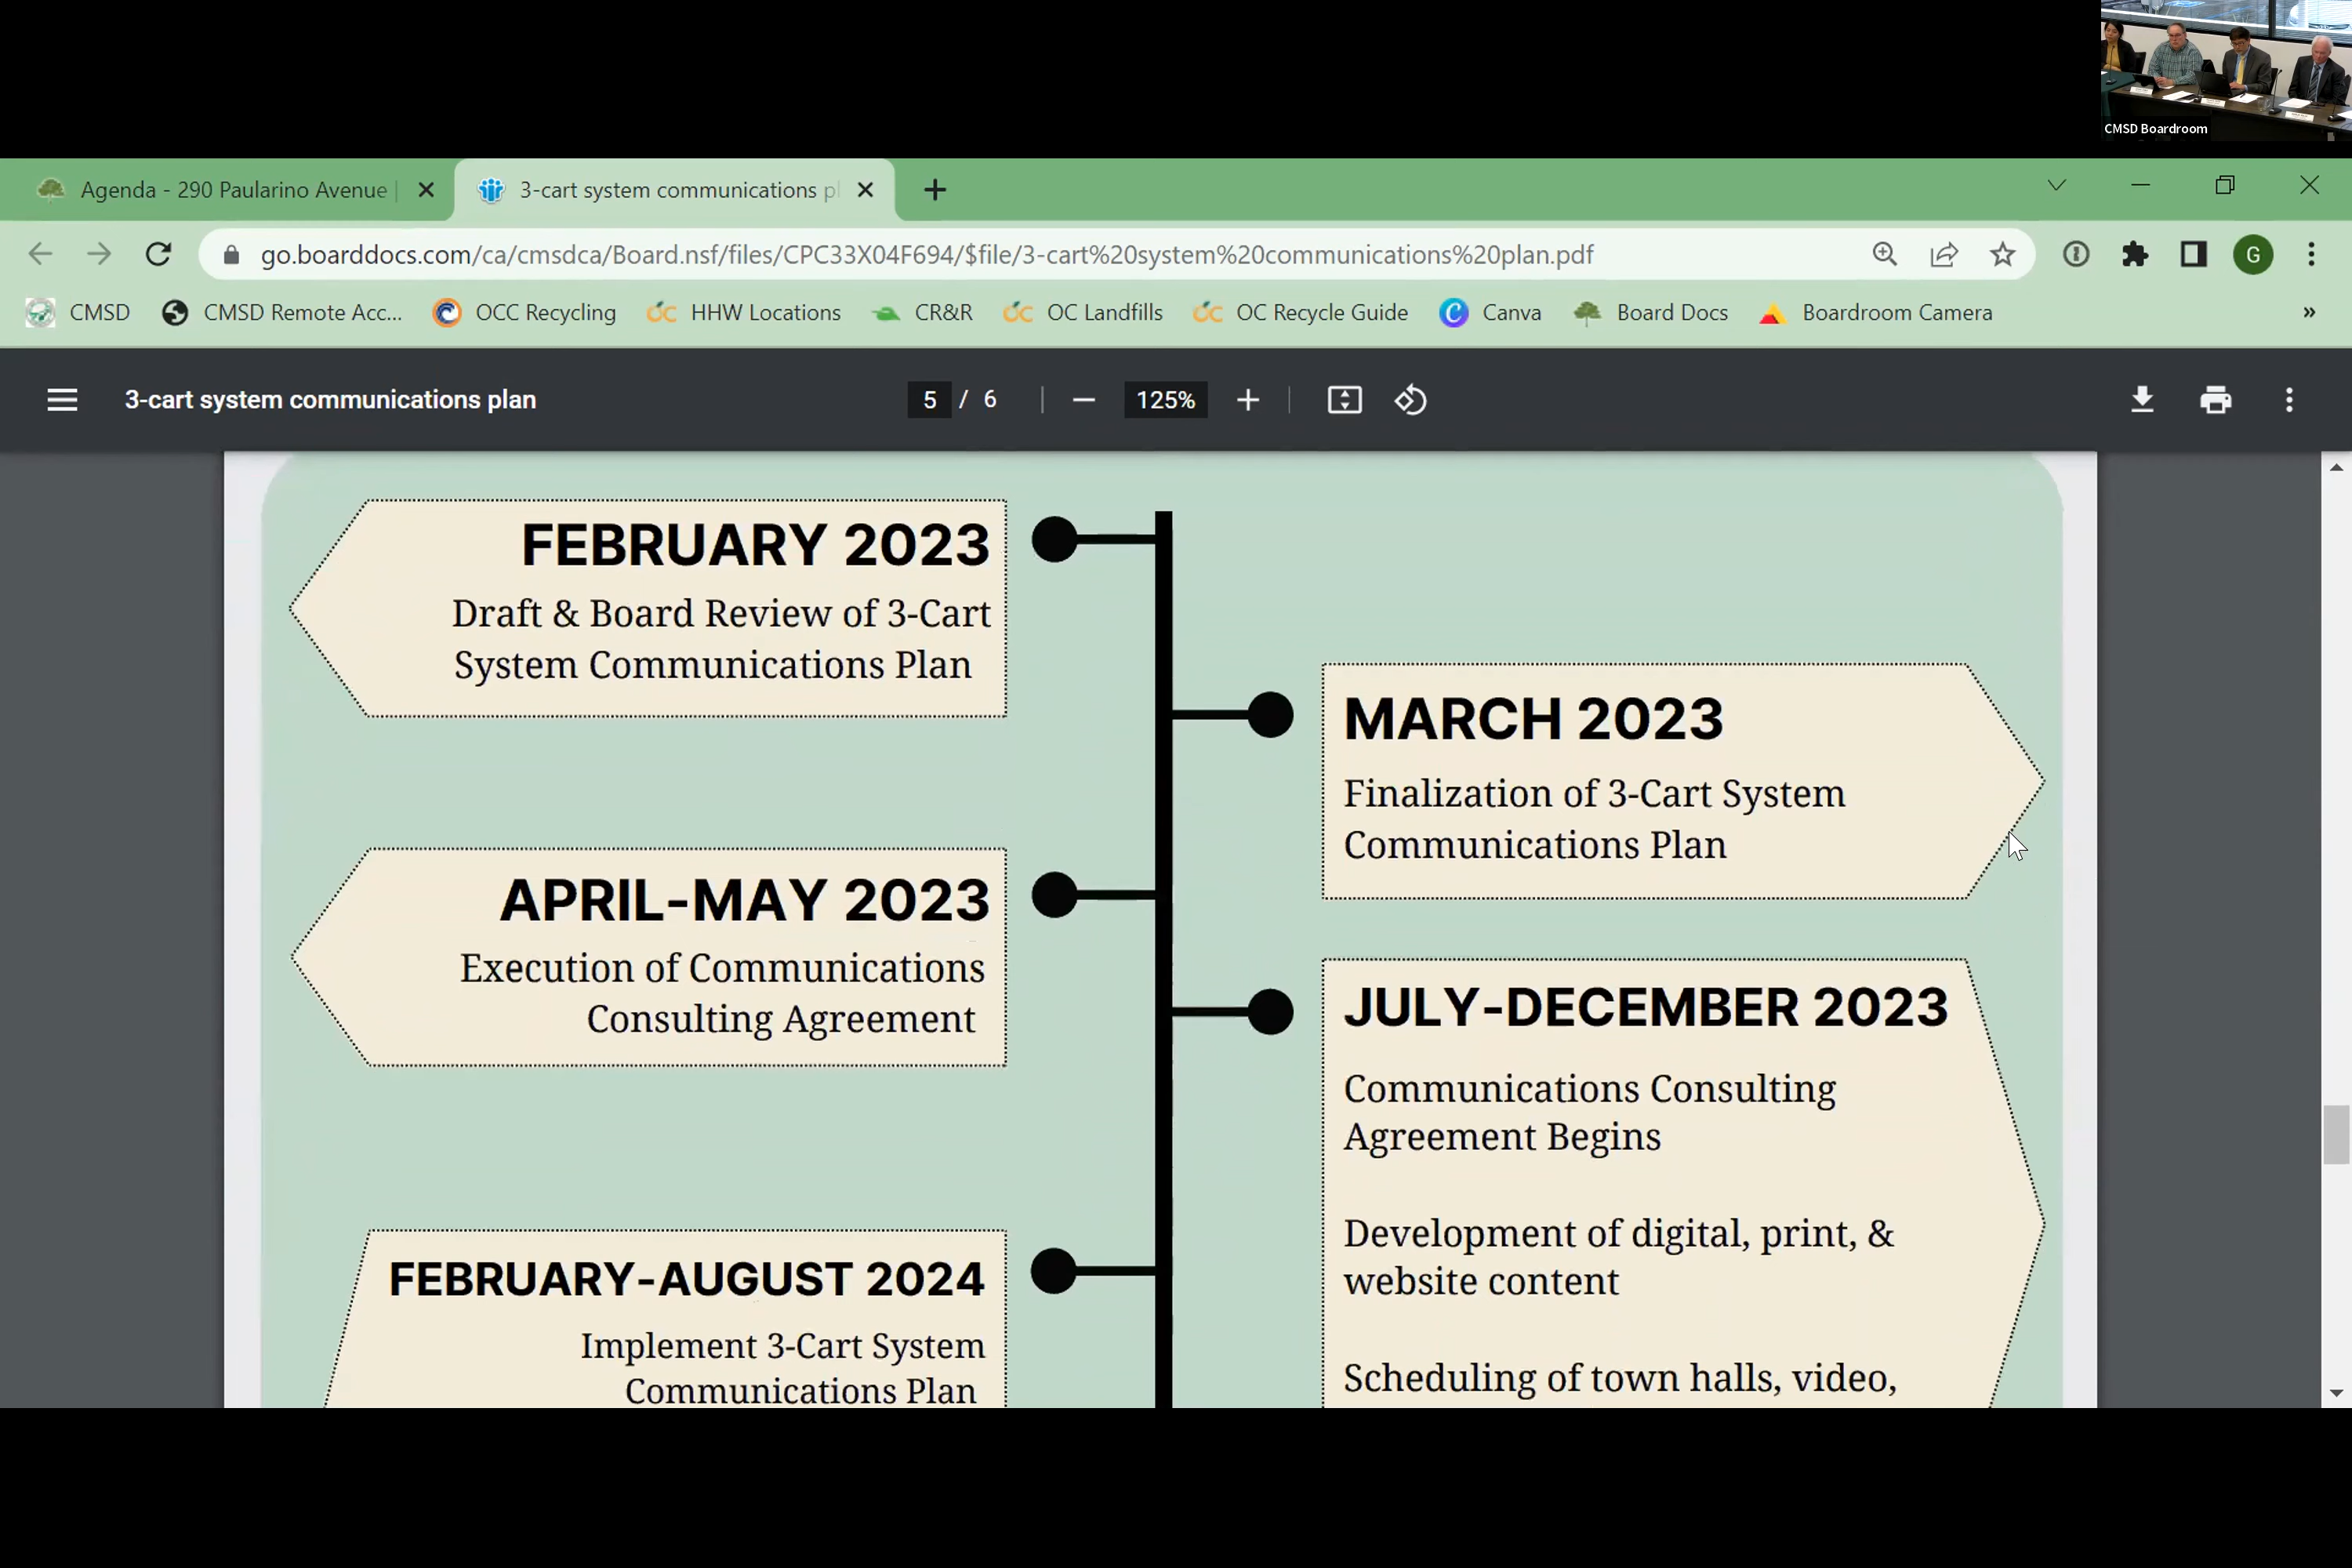 CMSD Boardroom
Agenda - 290 Paularino Avenue |
3-cart system communications pl
go.boarddocs.com/ca/cmsdca/Board.nsf/files/CPC33X04F694/$file/3-cart%20system%20communications%20plan.pdf
G
CMSD
CMSD Remote Acc...
OCC Recycling
HHW Locations
CR&R
OC Landfills
OC Recycle Guide
Canva
Board Docs
Boardroom Camera
»
3-cart system communications plan
5 / 6
125%
FEBRUARY 2023
Draft & Board Review of 3-Cart
System Communications Plan
MARCH 2023
Finalization of 3-Cart System
Communications Plan
APRIL-MAY 2023
Execution of Communications
Consulting Agreement
JULY-DECEMBER 2023
Communications Consulting
Agreement Begins
Development of digital, print, &
website content
Scheduling of town halls, video,
FEBRUARY-AUGUST 2024
Implement 3-Cart System
Communications Plan